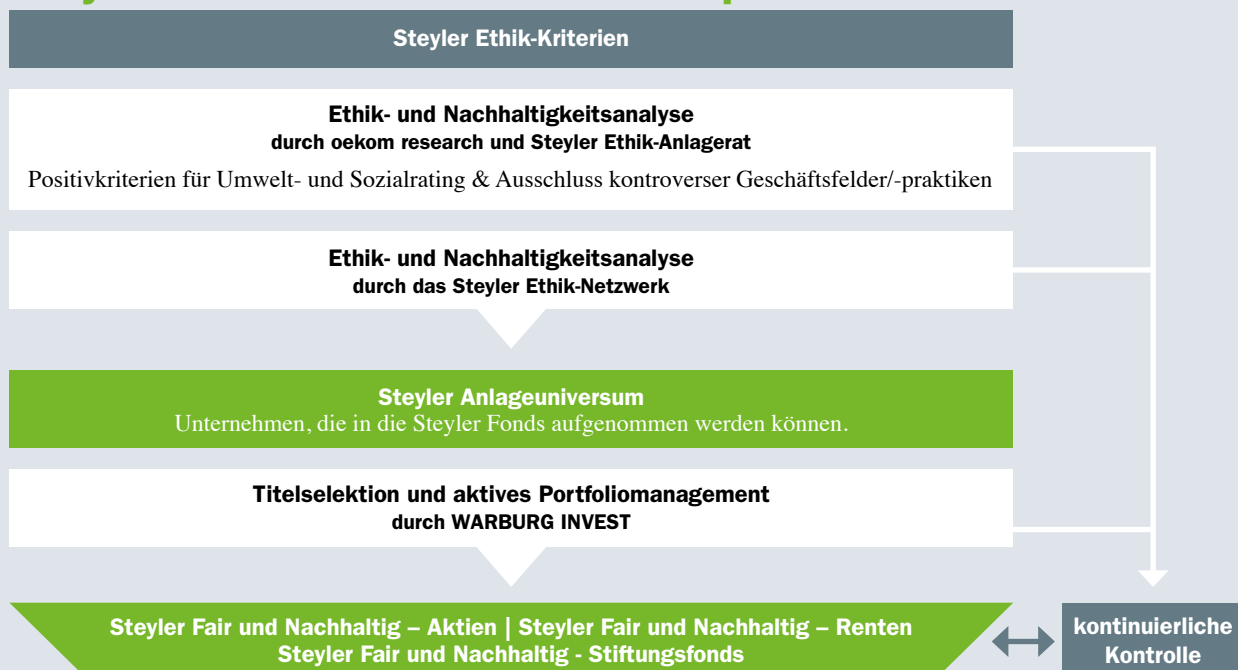 Steyler Ethik-Kriterien
Ethik- und Nachhaltigkeitsanalyse
durch oekom research und Steyler Ethik-Anlagerat
Positivkriterien für Umwelt- und Sozialrating & Ausschluss kontroverser Geschäftsfelder/-praktiken
Ethik- und Nachhaltigkeitsanalyse
durch das Steyler Ethik-Netzwerk
Steyler Anlageuniversum
Unternehmen, die in die Steyler Fonds aufgenommen werden können.
Titelselektion und aktives Portfoliomanagement
durch WARBURG INVEST
Steyler Fair und Nachhaltig – Aktien | Steyler Fair und Nachhaltig – Renten
Steyler Fair und Nachhaltig - Stiftungsfonds
kontinuierliche
Kontrolle